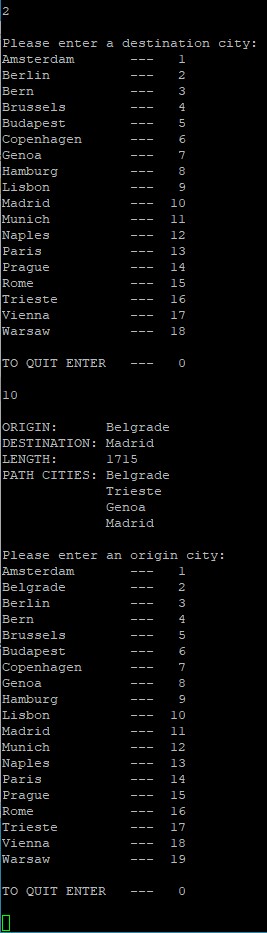 2
Please enter a destination city:
Amsterdam --- 1
Berlin --- 2
Bern --- 3
Brussels --- 4
Budapest --- 5
Copenhagen --- 6
Genoa --- 7
Hamburg --- 8
Lisbon --- 9
Madrid --- 10
Munich --- 11
Naples --- 12
Paris --- 13
Prague --- 14
Rome --- 15
Trieste --- 16
Vienna --- 17
Warsaw --- 18
TO QUIT ENTER --- 0
10
ORIGIN: Belgrade
DESTINATION: Madrid
LENGTH: 1715
PATH CITIES: Belgrade
Trieste
Genoa
Madrid
Please enter an origin city:
Amsterdam --- 1
Belgrade --- 2
Berlin --- 3
Bern --- 4
Brussels --- 5
Budapest --- 6
Copenhagen --- 7
Genoa --- 8
Hamburg --- 9
Lisbon --- 10
Madrid --- 11
Munich --- 12
Naples --- 13
Paris --- 14
Prague --- 15
Rome --- 16
Trieste --- 17
Vienna --- 18
Warsaw --- 19
TO QUIT ENTER --- 0